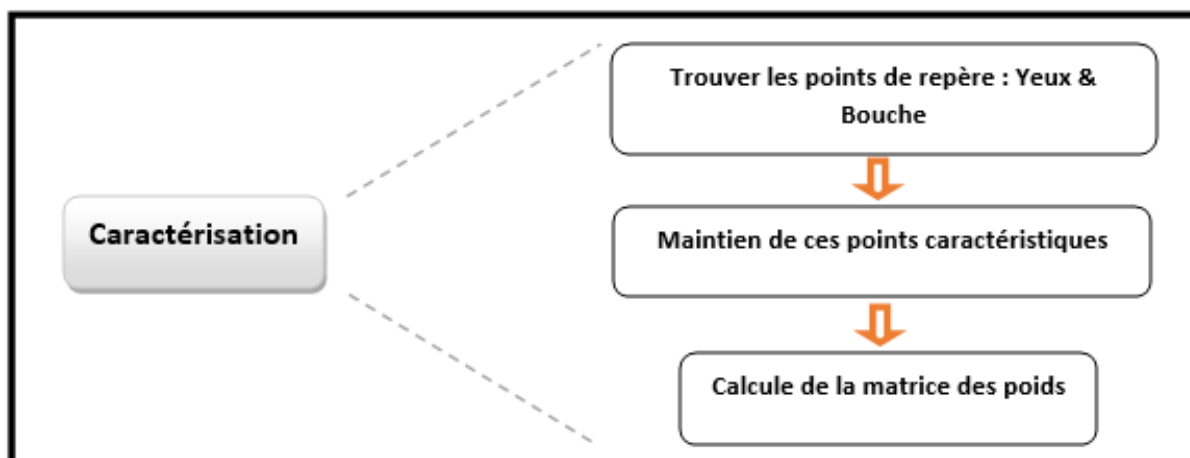 Caractérisation
Trouver les points de repère : Yeux &
Bouche
Maintien de ces points caractéristiques
Calcule de la matrice des poids